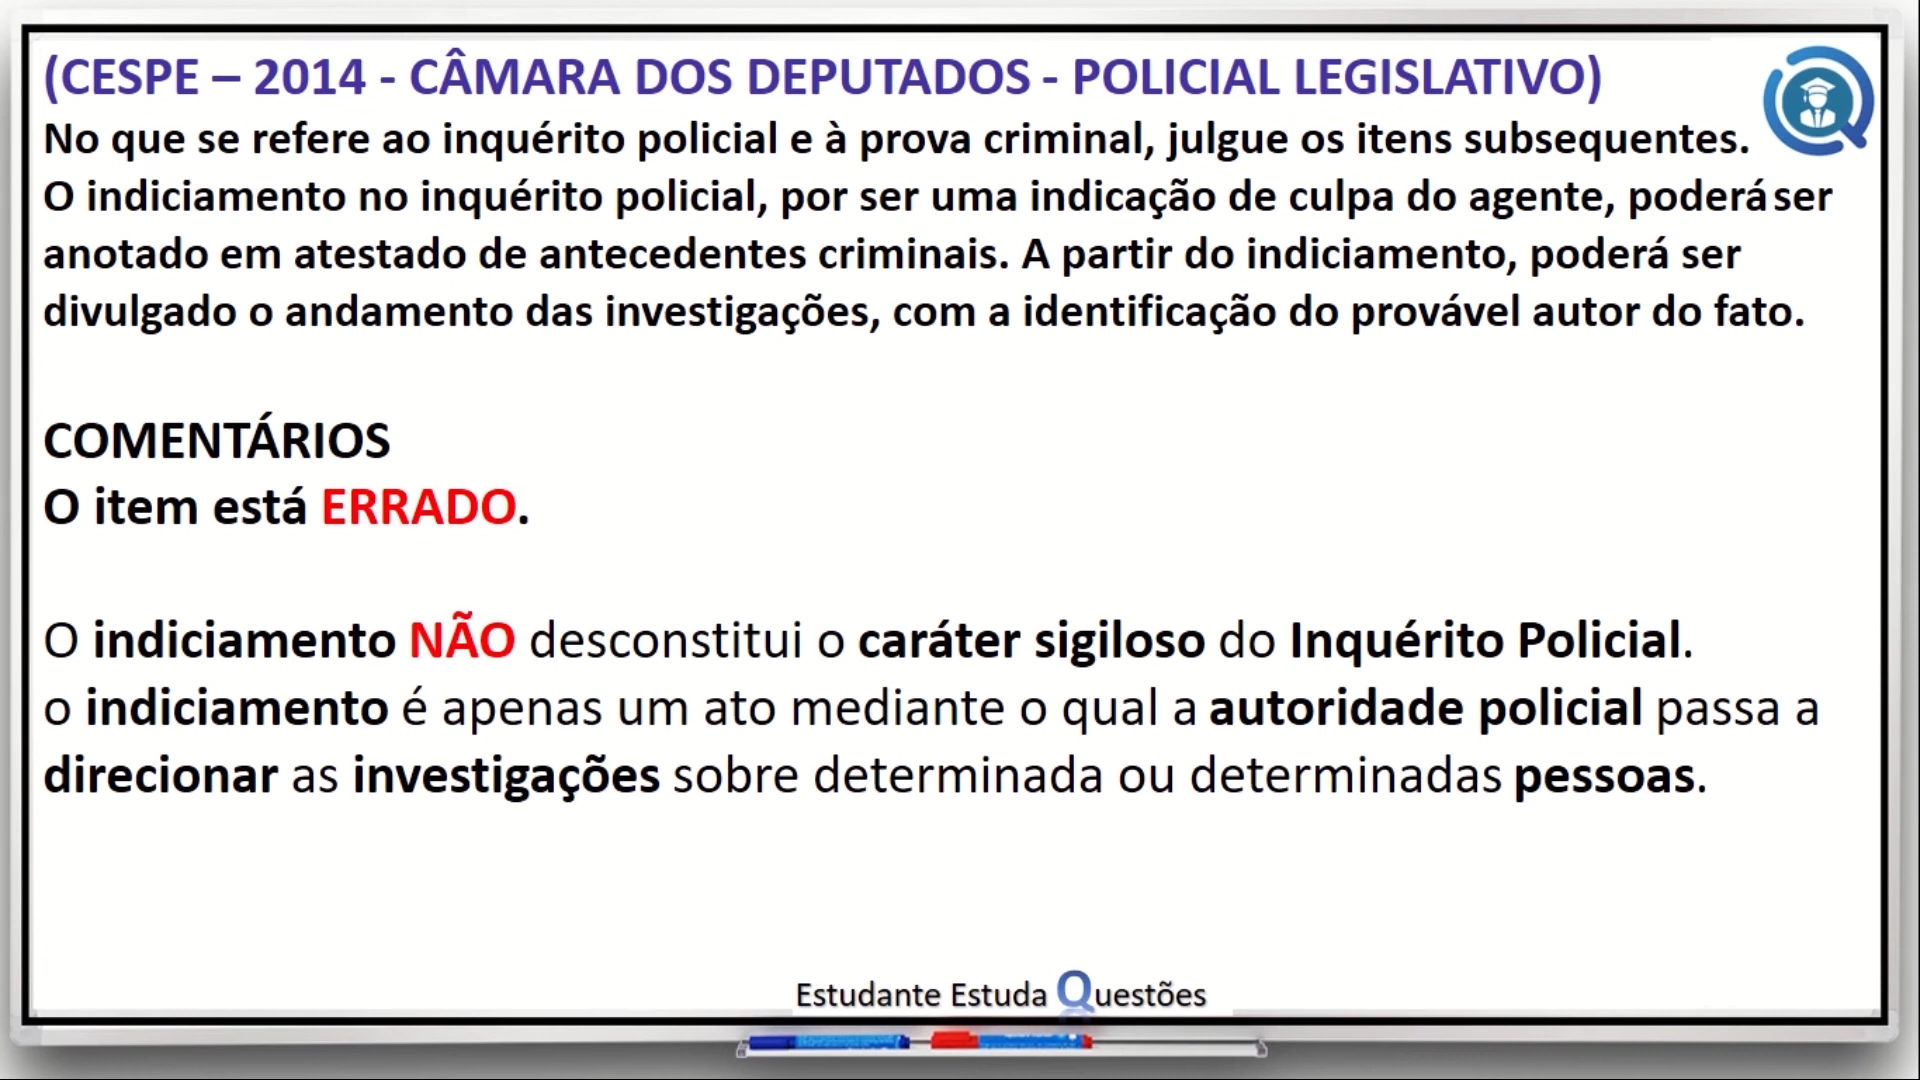 (CESPE – 2014 - CÂMARA DOS DEPUTADOS - POLICIAL LEGISLATIVO)
No que se refere ao inquérito policial e à prova criminal, julgue os itens subsequentes.
O indiciamento no inquérito policial, por ser uma indicação de culpa do agente, poderá ser
anotado em atestado de antecedentes criminais. A partir do indiciamento, poderá ser
divulgado o andamento das investigações, com a identificação do provável autor do fato.
COMENTÁRIOS
O item está ERRADO.
O indiciamento NÃO desconstitui o caráter sigiloso do Inquérito Policial.
o indiciamento é apenas um ato mediante o qual a autoridade policial passa a
direcionar as investigações sobre determinada ou determinadas pessoas.
Estudante Estuda Questões